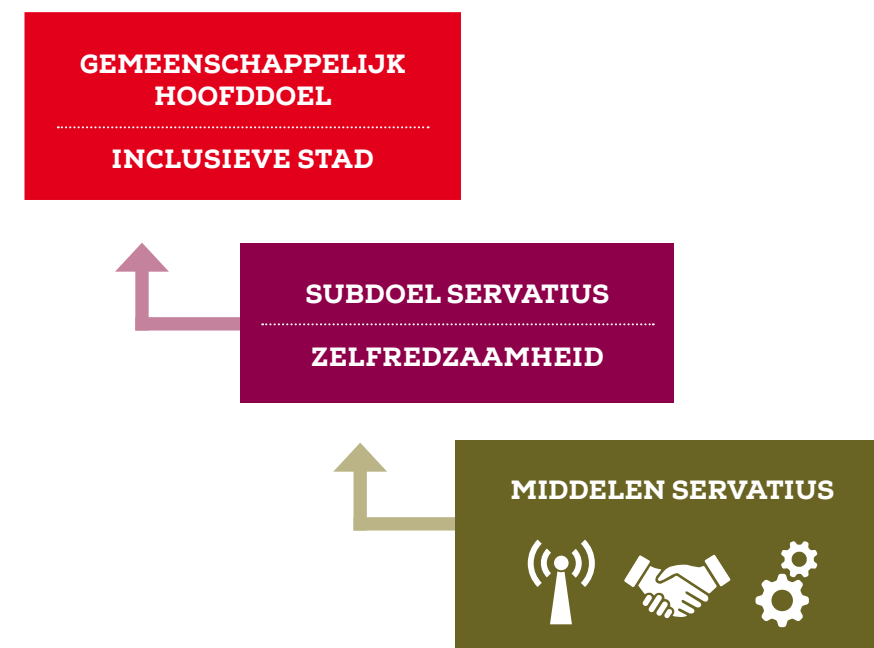 GEMEENSCHAPPELIJK
HOOFDDOEL
INCLUSIEVE STAD
SUBDOEL SERVATIUS
ZELFREDZAAMHEID
MIDDELEN SERVATIUS